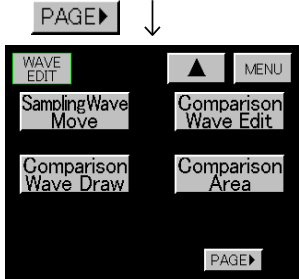 PAGE▶
WAVE
EDIT
▲
MENU
SamplingWave
Move
Comparison
Wave Edit
Comparison
Wave Draw
Comparison
Area
PAGE▶